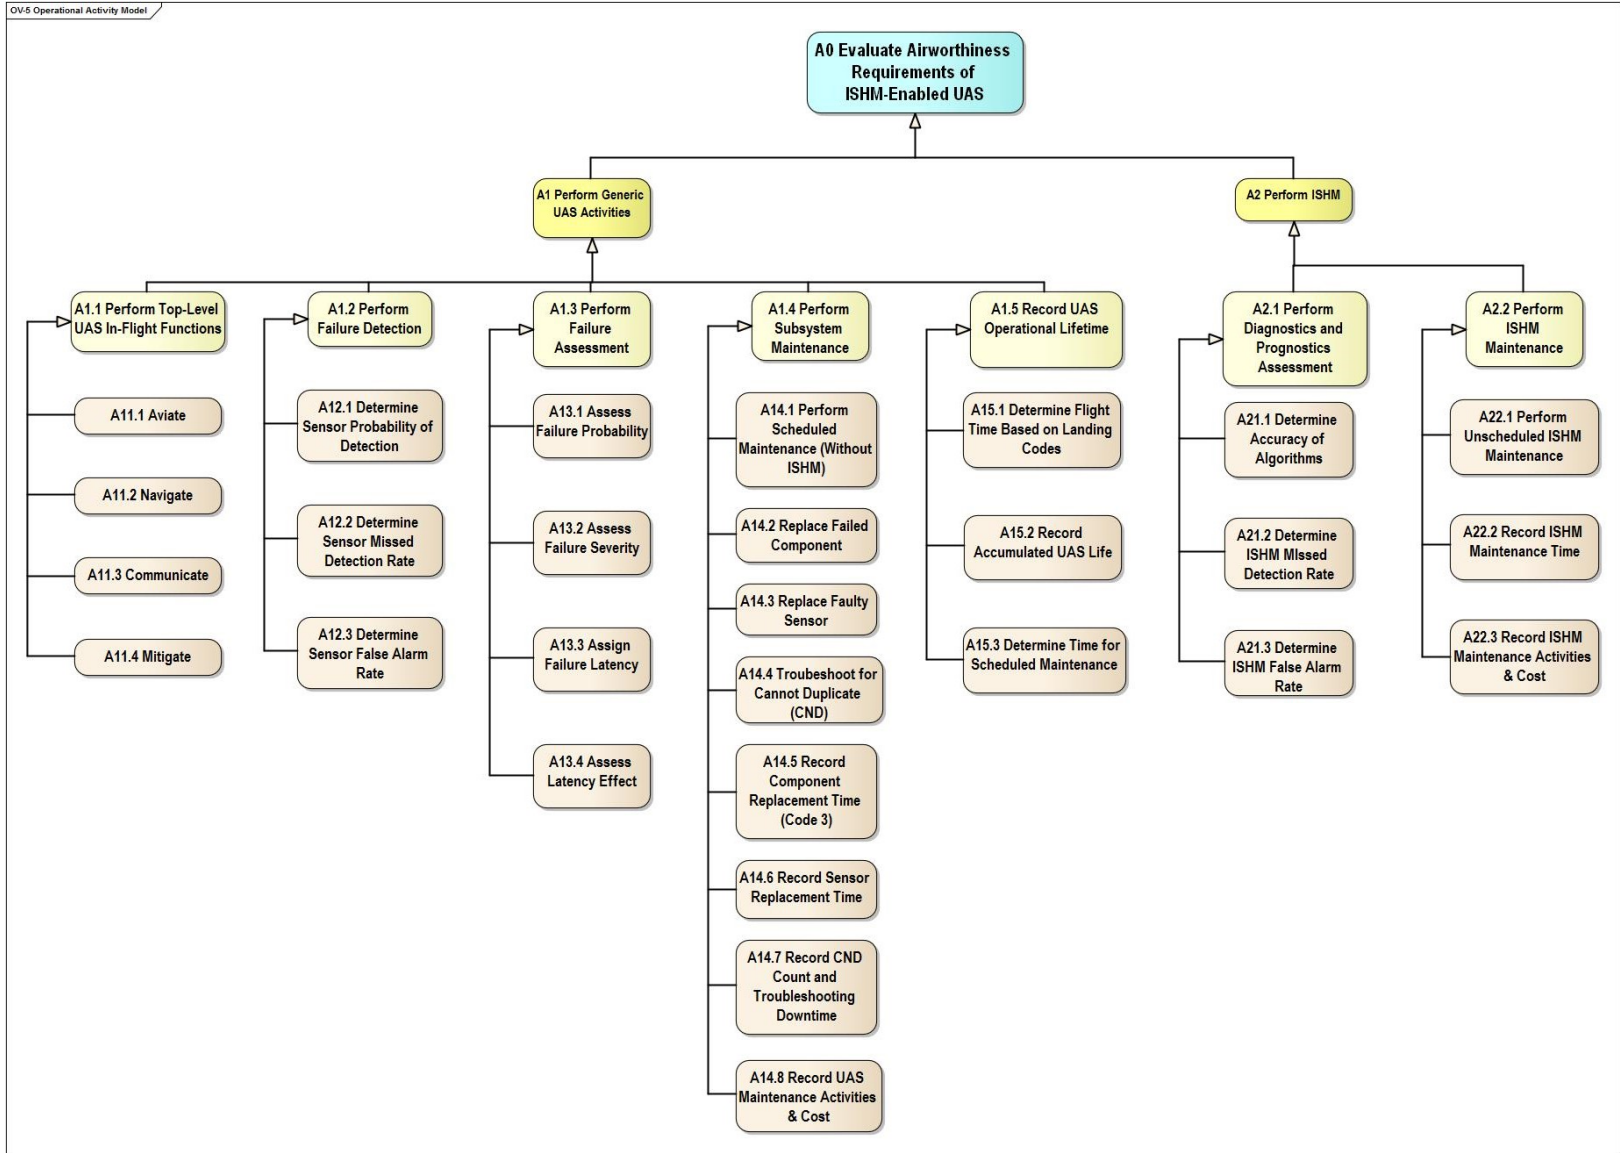 OV-5 Operational Activity Model
A0 Evaluate Airworthiness
Requirements of
ISHM-Enabled UAS
A1 Perform Generic
UAS Activities
A2 Perform ISHM
A1.1 Perform Top-Level
UAS In-Flight Functions
A11.1 Aviate
A11.2 Navigate
A11.3 Communicate
A11.4 Mitigate
A1.2 Perform
Failure Detection
A12.1 Determine
Sensor Probability of
Detection
A12.2 Determine
Sensor Missed
Detection Rate
A12.3 Determine
Sensor False Alarm
Rate
A1.3 Perform
Failure
Assessment
A13.1 Assess
Failure Probability
A13.2 Assess
Failure Severity
A13.3 Assign
Failure Latency
A13.4 Assess
Latency Effect
A1.4 Perform
Subsystem
Maintenance
A14.1 Perform
Scheduled
Maintenance (Without
ISHM)
A14.2 Replace Failed
Component
A14.3 Replace Faulty
Sensor
A14.4 Troubeshoot for
Cannot Duplicate
(CND)
A14.5 Record
Component
Replacement Time
(Code 3)
A14.6 Record Sensor
Replacement Time
A14.7 Record CND
Count and
Troubleshooting
Downtime
A14.8 Record UAS
Maintenance Activities
& Cost
A1.5 Record UAS
Operational Lifetime
A15.1 Determine Flight
Time Based on Landing
Codes
A15.2 Record
Accumulated UAS Life
A15.3 Determine Time for
Scheduled Maintenance
A2.1 Perform
Diagnostics and
Prognostics
Assessment
A21.1 Determine
Accuracy of
Algorithms
A21.2 Determine
ISHM MIssed
Detection Rate
A21.3 Determine
ISHM False Alarm
Rate
A2.2 Perform
ISHM
Maintenance
A22.1 Perform
Unscheduled ISHM
Maintenance
A22.2 Record ISHM
Maintenance Time
A22.3 Record ISHM
Maintenance Activities
& Cost